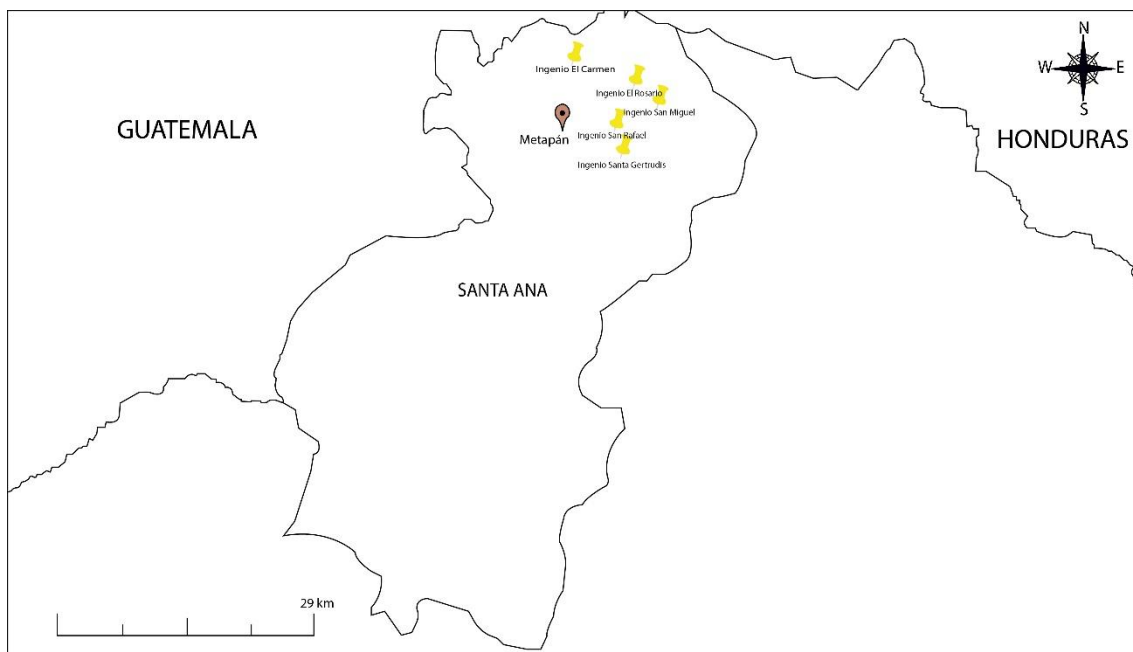 N
W
E
S
GUATEMALA
HONDURAS
Ingenio El Carmen
Ingenio El Rosario
Ingenio San Miguel
Metapán
Ingenio San Rafael
Ingenio Santa Gertrudis
SANTA ANA
29 km